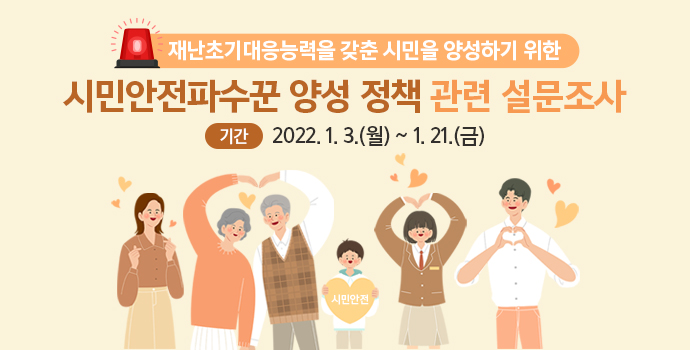 재난초기대응능력을 갖춘 시민을 양성하기 위한
시민안전파수꾼 양성 정책 관련 설문조사
기간 2022. 1. 3.(월) ~ 1. 21.(금)
시민안전